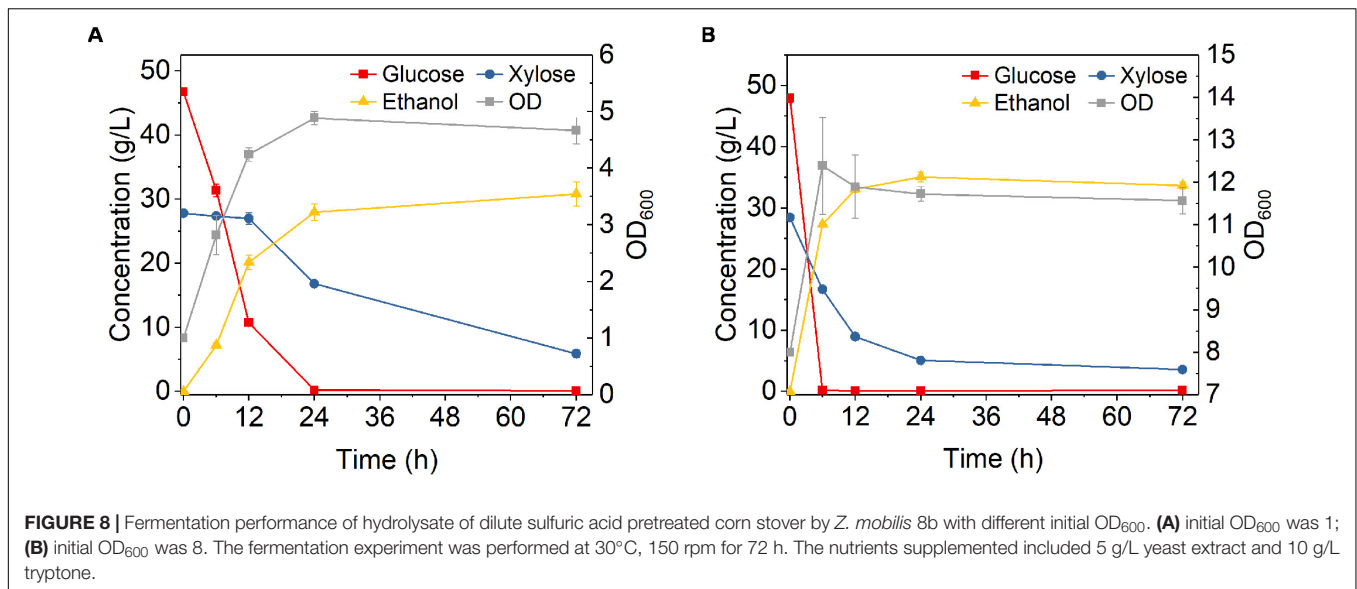 A
B
Glucose
Xylose
Ethanol
OD
Concentration (g/L)
50
40
30
20
10
0
OD600
6
5
4
3
2
1
0
0 12 24 36 48 60 72
Time (h)
Glucose
Xylose
Ethanol
OD
Concentration (g/L)
50
40
30
20
10
0
OD600
15
14
13
12
11
10
9
8
7
0 12 24 36 48 60 72
Time (h)
FIGURE 8 | Fermentation performance of hydrolysate of dilute sulfuric acid pretreated corn stover by Z. mobilis 8b with different initial OD600. (A) initial OD600 was 1;
(B) initial OD600 was 8. The fermentation experiment was performed at 30°C, 150 rpm for 72 h. The nutrients supplemented included 5 g/L yeast extract and 10 g/L
tryptone.